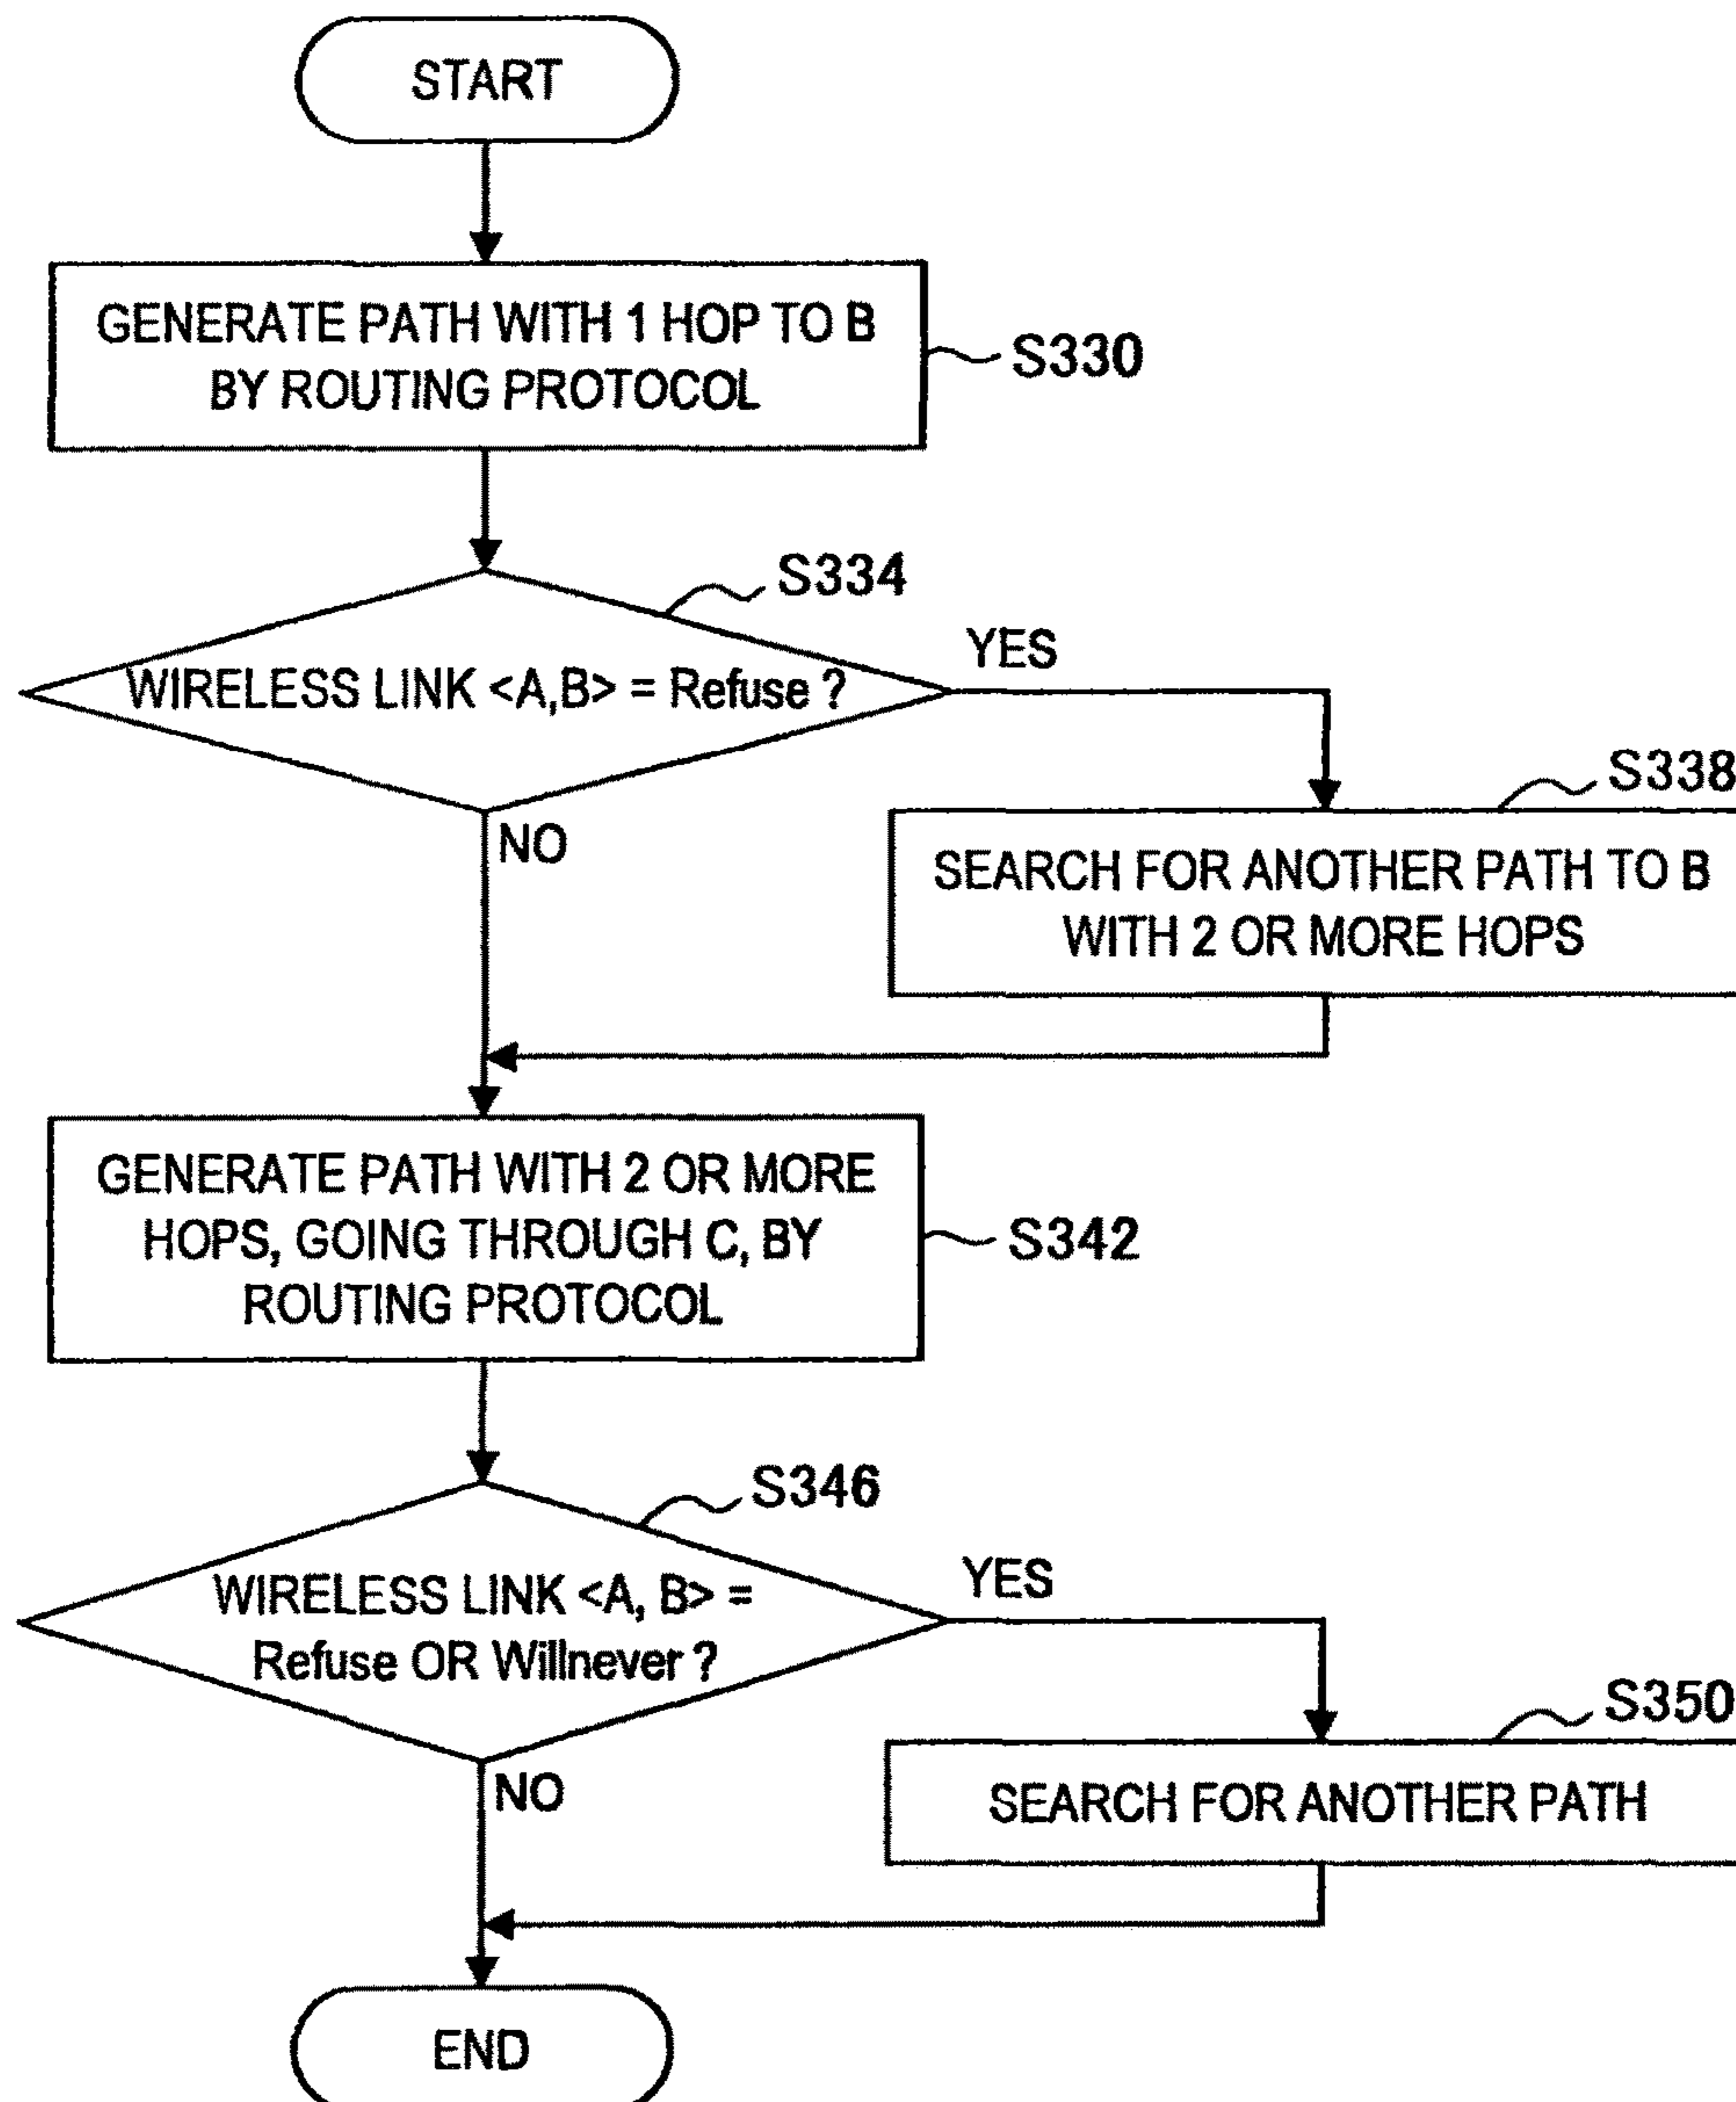 START
GENERATE PATH WITH 1 HOP TO B
BY ROUTING PROTOCOL
S330
S334
WIRELESS LINK <A,B> = Refuse ?
YES
NO
S338
SEARCH FOR ANOTHER PATH TO B
WITH 2 OR MORE HOPS
GENERATE PATH WITH 2 OR MORE
HOPS, GOING THROUGH C, BY
ROUTING PROTOCOL
S342
S346
WIRELESS LINK <A, B> =
Refuse OR Willnever ?
YES
NO
S350
SEARCH FOR ANOTHER PATH
END